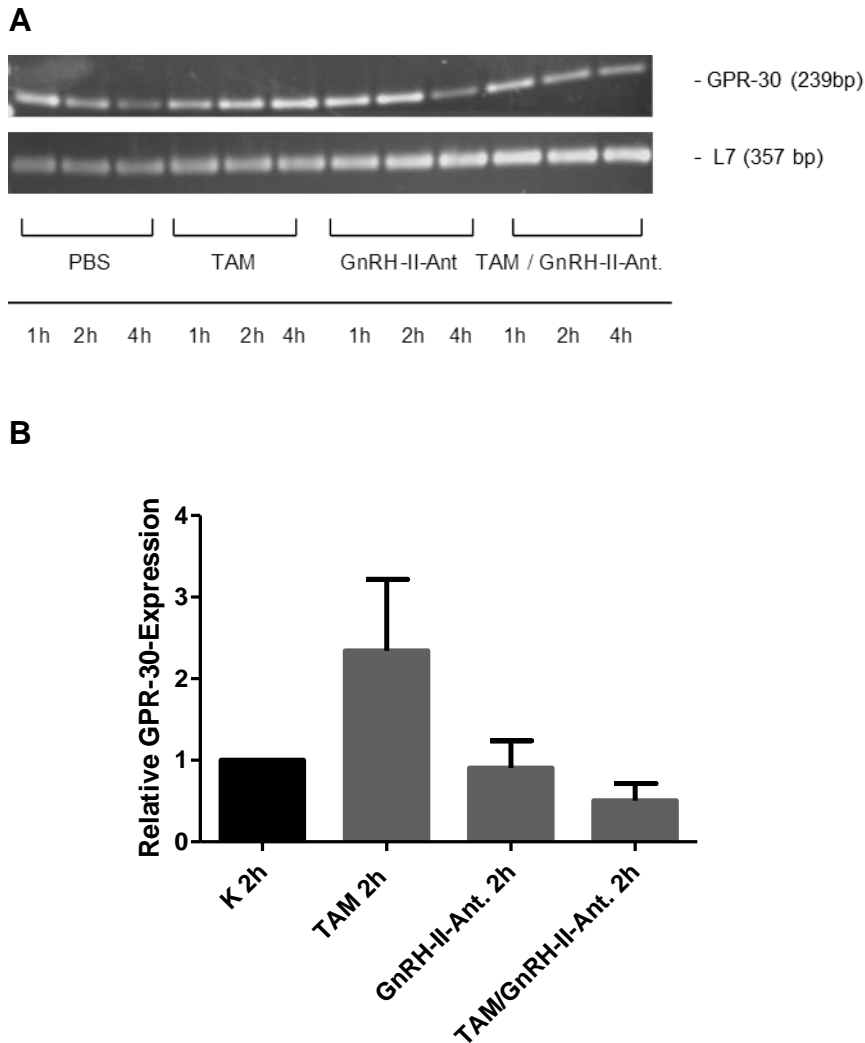 A
- GPR-30 (239bp)
- L7 (357 bp)
PBS TAM GnRH-II-Ant TAM / GnRH-II-Ant.
1h 2h 4h 1h 2h 4h 1h 2h 4h 1h 2h 4h
B
Relative GPR-30-Expression
4
3
2
1
0
K 2h
TAM 2h
GnRH-II-Ant. 2h
TAM/GnRH-II-Ant. 2h